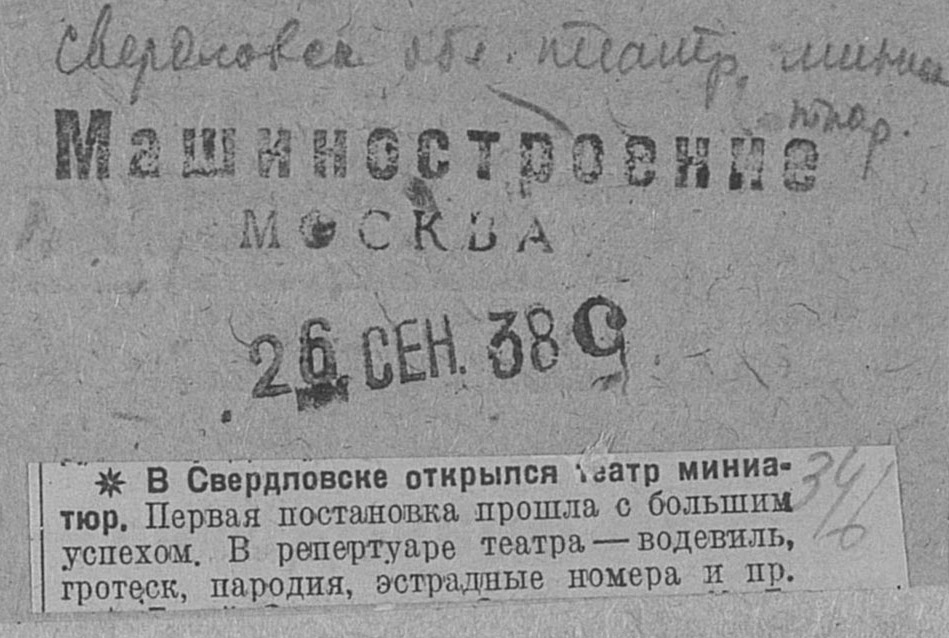 Свердловск обл. театр миниа
тюр.
Машиностроение
МОСКВА
26 СЕН. 38 С
✷ В Свердловске открылся театр миниа-
тюр. Первая постановка прошла с большим
успехом. В репертуаре театра — водевиль,
гротеск, пародия, эстрадные номера и пр.